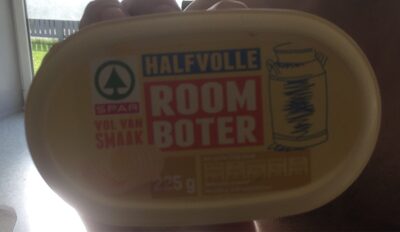 HALFVOLLE
ROOM
BOTER
SPAR
VOL VAN
SMAAK
225 g